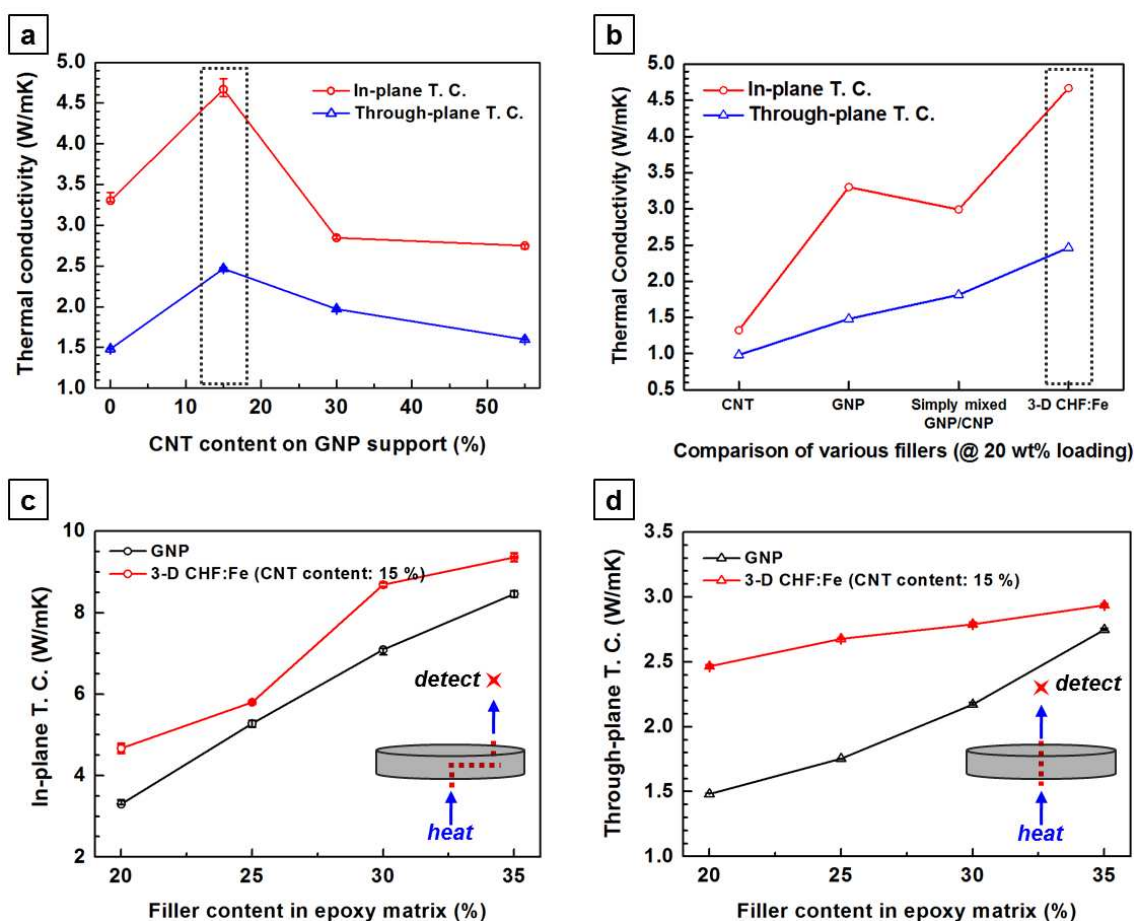 a
Thermal conductivity (W/mK)
5.0
4.5
4.0
3.5
3.0
2.5
2.0
1.5
1.0
In-plane T. C.
Through-plane T. C.
0
10
20
30
40
50
CNT content on GNP support (%)
b
Thermal Conductivity (W/mK)
5.0
4.5
4.0
3.5
3.0
2.5
2.0
1.5
1.0
0.5
In-plane T. C.
Through-plane T. C.
CNT
GNP
Simply mixed
GNP/CNP
3-D CHF:Fe
Comparison of various fillers (@ 20 wt% loading)
c
In-plane T. C. (W/mK)
10
8
6
4
2
GNP
3-D CHF:Fe (CNT content: 15 %)
detect
heat
20
25
30
35
Filler content in epoxy matrix (%)
d
Through-plane T. C. (W/mK)
3.5
3.0
2.5
2.0
1.5
1.0
GNP
3-D CHF:Fe (CNT content: 15 %)
detect
heat
20
25
30
35
Filler content in epoxy matrix (%)